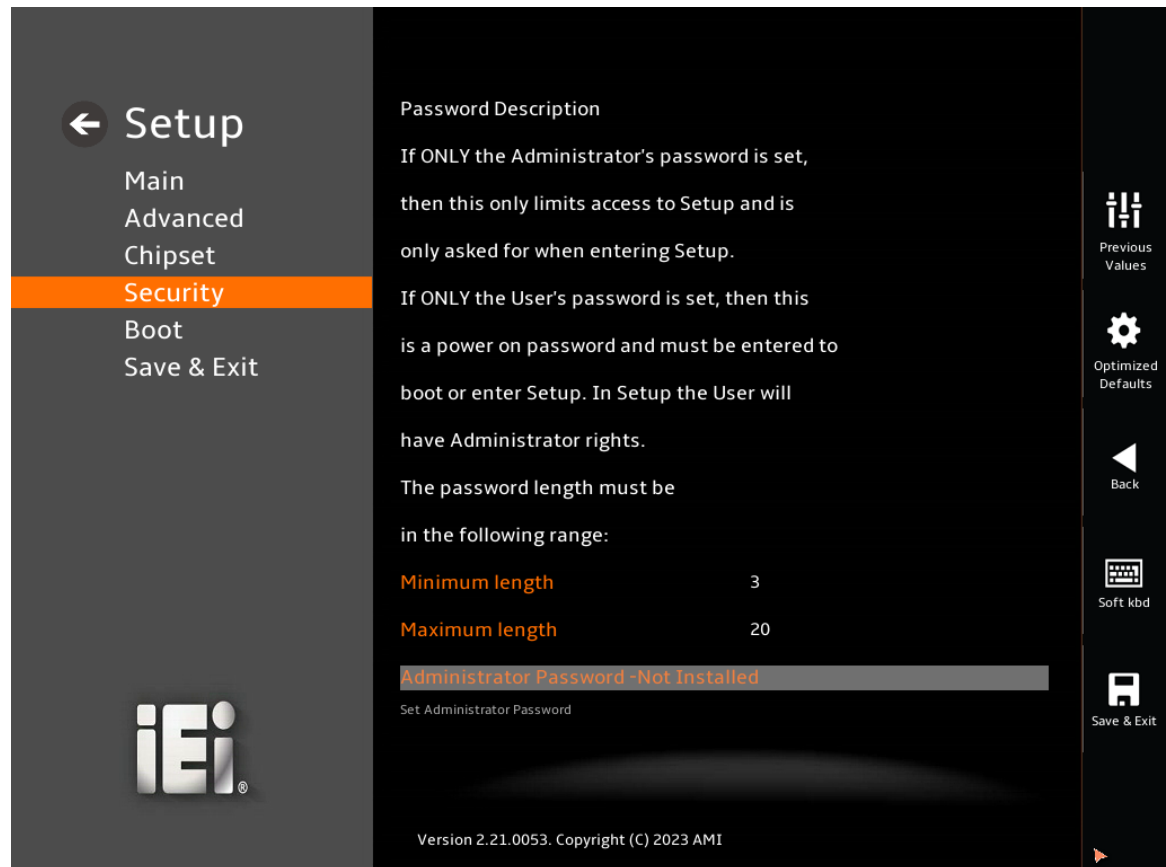 Setup
Main
Advanced
Chipset
Security
Boot
Save & Exit
iEi®
Password Description
If ONLY the Administrator's password is set,
then this only limits access to Setup and is
only asked for when entering Setup.
If ONLY the User's password is set, then this
is a power on password and must be entered to
boot or enter Setup. In Setup the User will
have Administrator rights.
The password length must be
in the following range:
Minimum length 3
Maximum length 20
Administrator Password -Not Installed
Set Administrator Password
Version 2.21.0053. Copyright (C) 2023 AMI
Previous
Values
Optimized
Defaults
Back
Soft kbd
Save & Exit